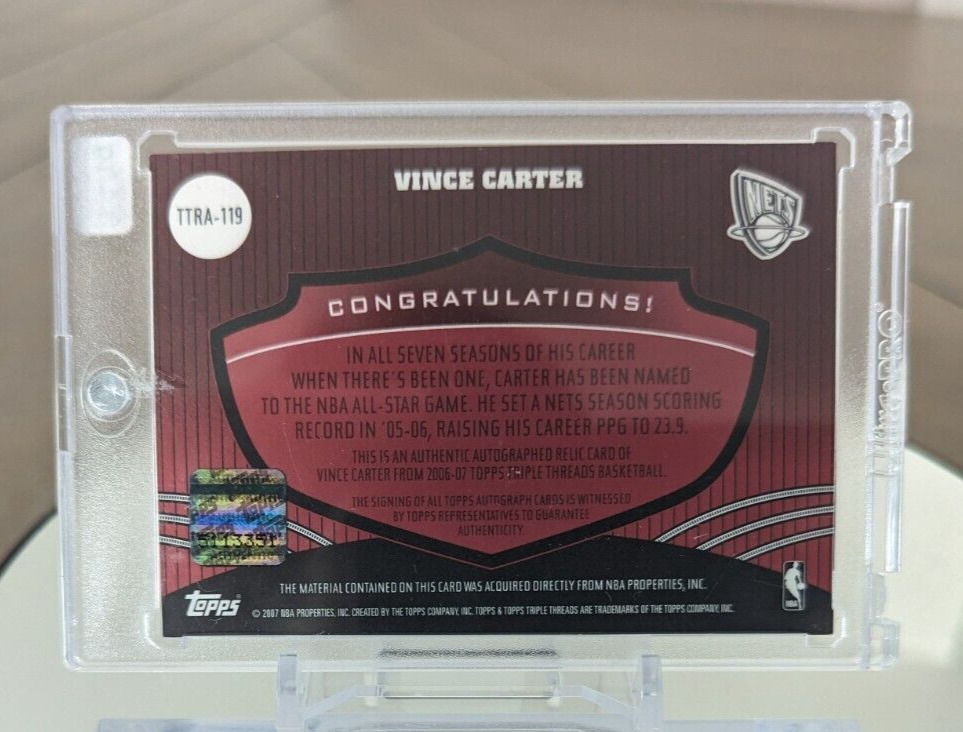 VINCE CARTER
TTRA-119
NETS
CONGRATULATIONS!
IN ALL SEVEN SEASONS OF HIS CAREER
WHEN THERE'S BEEN ONE, CARTER HAS BEEN NAMED
TO THE NBA ALL-STAR GAME. HE SET A NETS SEASON SCORING
RECORD IN '05-06, RAISING HIS CAREER PPG TO 23.9.
THIS IS AN AUTHENTIC AUTOGRAPHED RELIC CARD OF
VINCE CARTER FROM 2006-07 TOPPS TRIPLE THREADS BASKETBALL.
THE SIGNING OF ALL TOPPS AUTOGRAPH CARDS IS WITNESSED
BY TOPPS REPRESENTATIVES TO GUARANTEE
AUTHENTICITY.
THE MATERIAL CONTAINED ON THIS CARD WAS ACQUIRED DIRECTLY FROM NBA PROPERTIES, INC.
TOPPS
© 2007 NBA PROPERTIES, INC. CREATED BY THE TOPPS COMPANY, INC. TOPPS & TOPPS TRIPLE THREADS ARE TRADEMARKS OF THE TOPPS COMPANY, INC.
NBA